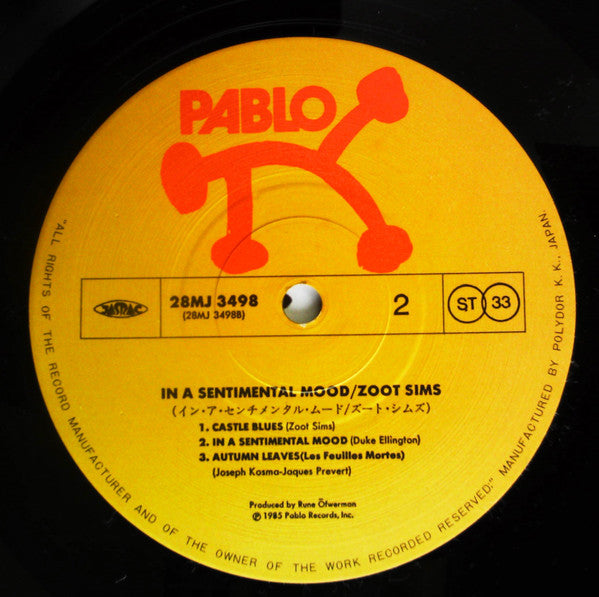 PABLO
JASRAC
28MJ 3498
(28MJ 3498B)
2
ST 33
IN A SENTIMENTAL MOOD/ZOOT SIMS
(イン・ア・センチメンタル・ムード/ズート・シムズ)
1. CASTLE BLUES (Zoot Sims)
2. IN A SENTIMENTAL MOOD (Duke Ellington)
3. AUTUMN LEAVES(Les Feuilles Mortes)
(Joseph Kosma-Jaques Prevert)
Produced by Rune Öfwerman
℗ 1985 Pablo Records, Inc.
"ALL RIGHTS OF THE RECORD MANUFACTURER AND OF THE OWNER OF THE WORK RECORDED RESERVED." MANUFACTURED BY POLYDOR K. K., JAPAN.